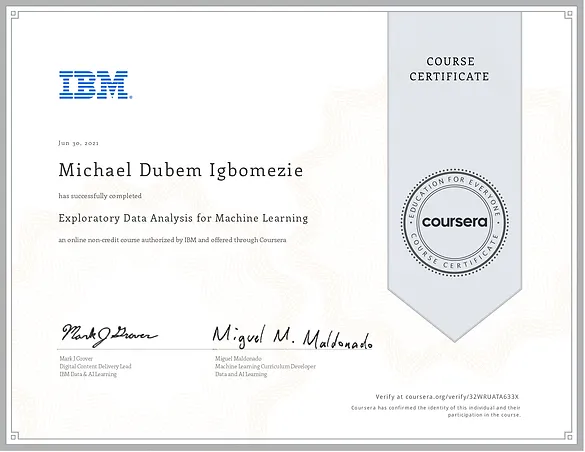 COURSE
CERTIFICATE
IBM®
Jun 30, 2021
Michael Dubem Igbomezie
has successfully completed
Exploratory Data Analysis for Machine Learning
an online non-credit course authorized by IBM and offered through Coursera
EDUCATION FOR EVERYONE
coursera
COURSE CERTIFICATE
Mark J Grover
Miguel M. Maldonado
Mark J Grover
Digital Content Delivery Lead
IBM Data & AI Learning
Miguel Maldonado
Machine Learning Curriculum Developer
Data and AI Learning
Verify at coursera.org/verify/32WRUATA633X
Coursera has confirmed the identity of this individual and their
participation in the course.